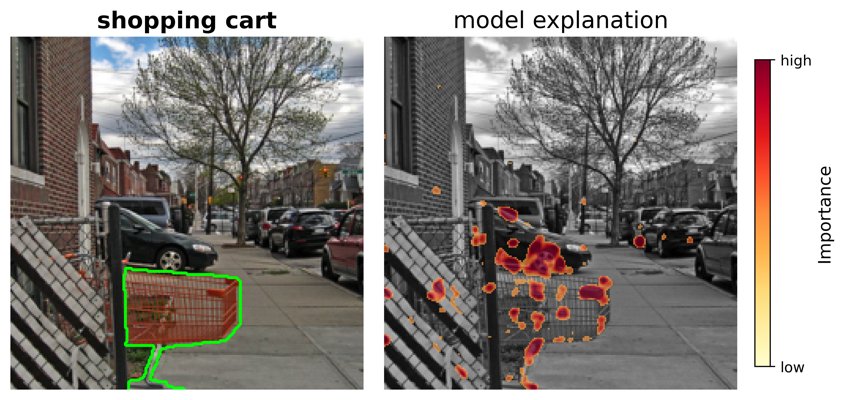 shopping cart
model explanation
high
Importance
low